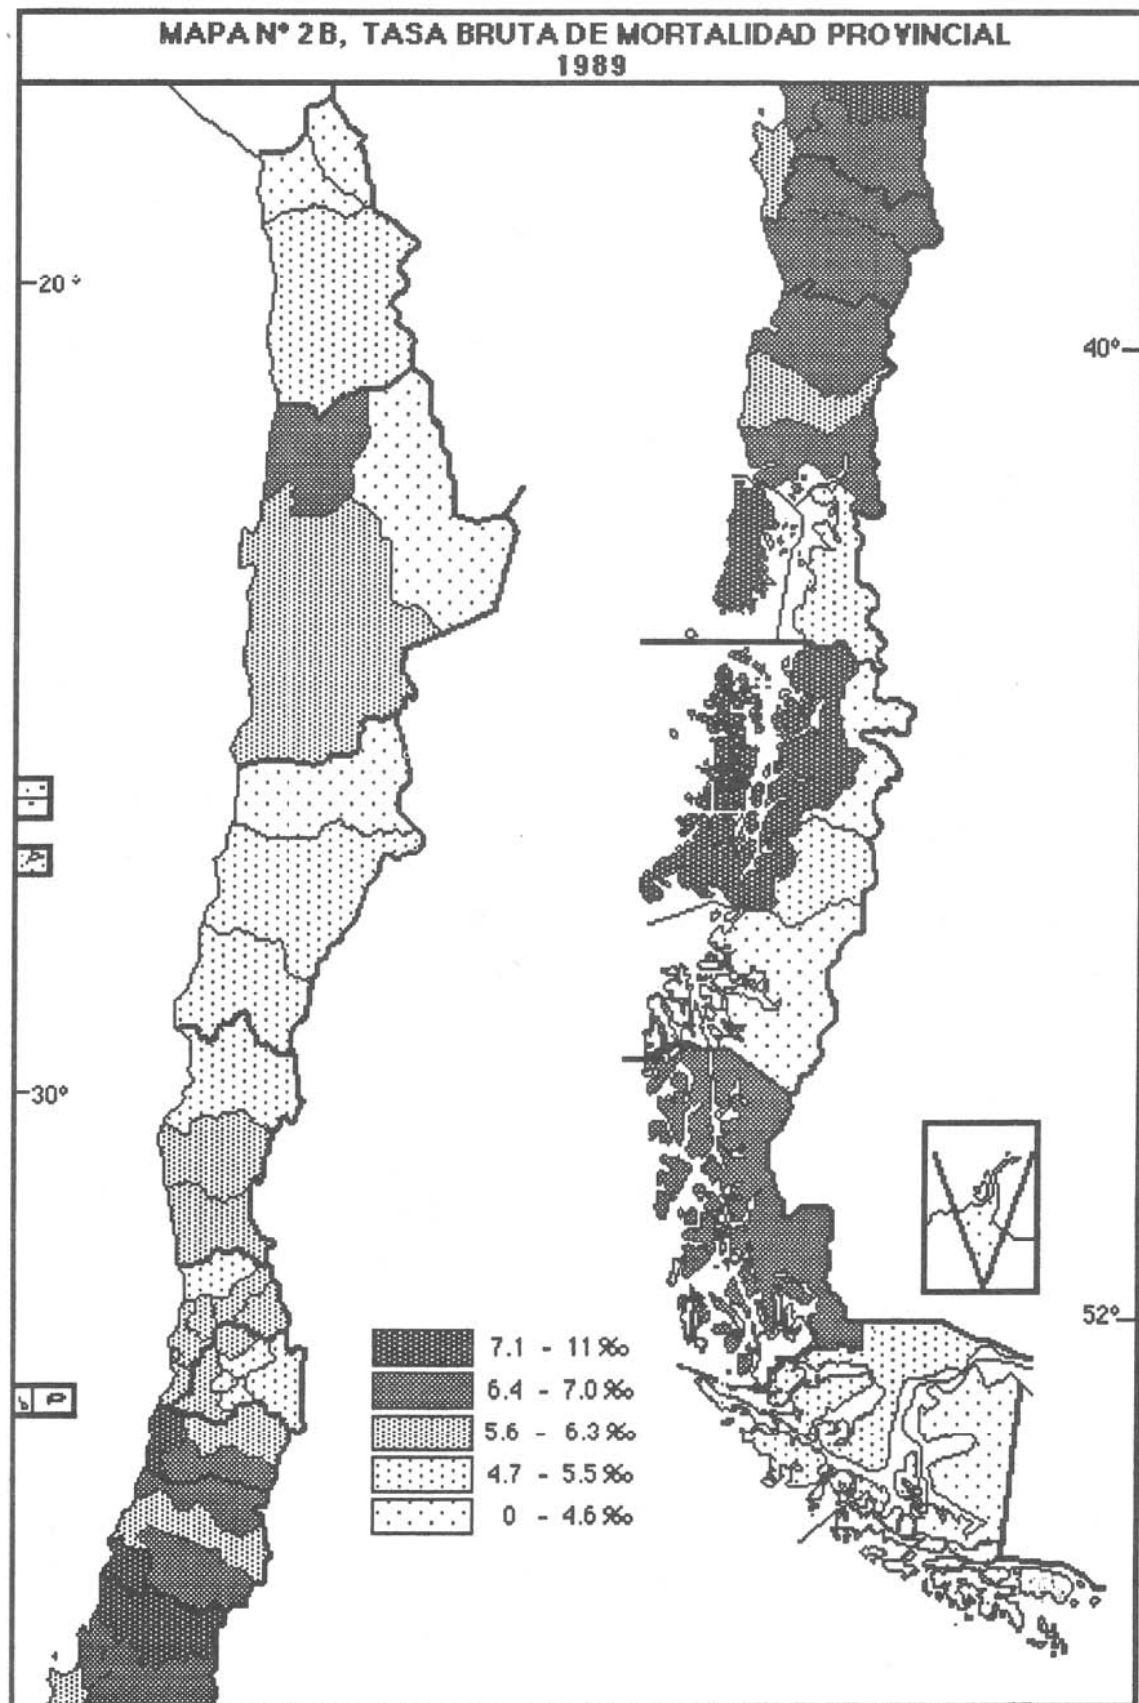 MAPA Nº 2B, TASA BRUTA DE MORTALIDAD PROVINCIAL
1989
20°
40°
30°
52°
7.1 - 11‰
6.4 - 7.0‰
5.6 - 6.3‰
4.7 - 5.5‰
0 - 4.6‰